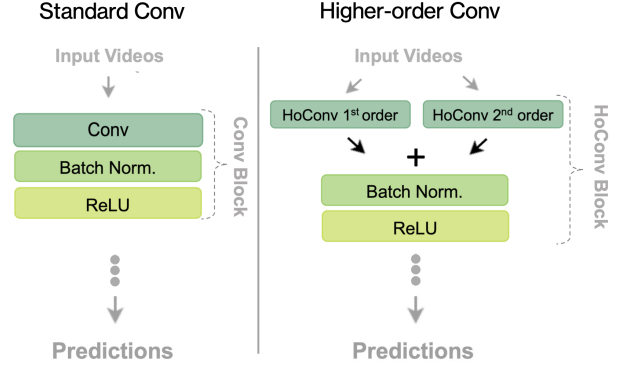 Standard Conv
Input Videos
Conv
Batch Norm.
ReLU
Conv Block
Predictions
Higher-order Conv
Input Videos
HoConv 1st order
HoConv 2nd order
+
Batch Norm.
ReLU
HoConv Block
Predictions